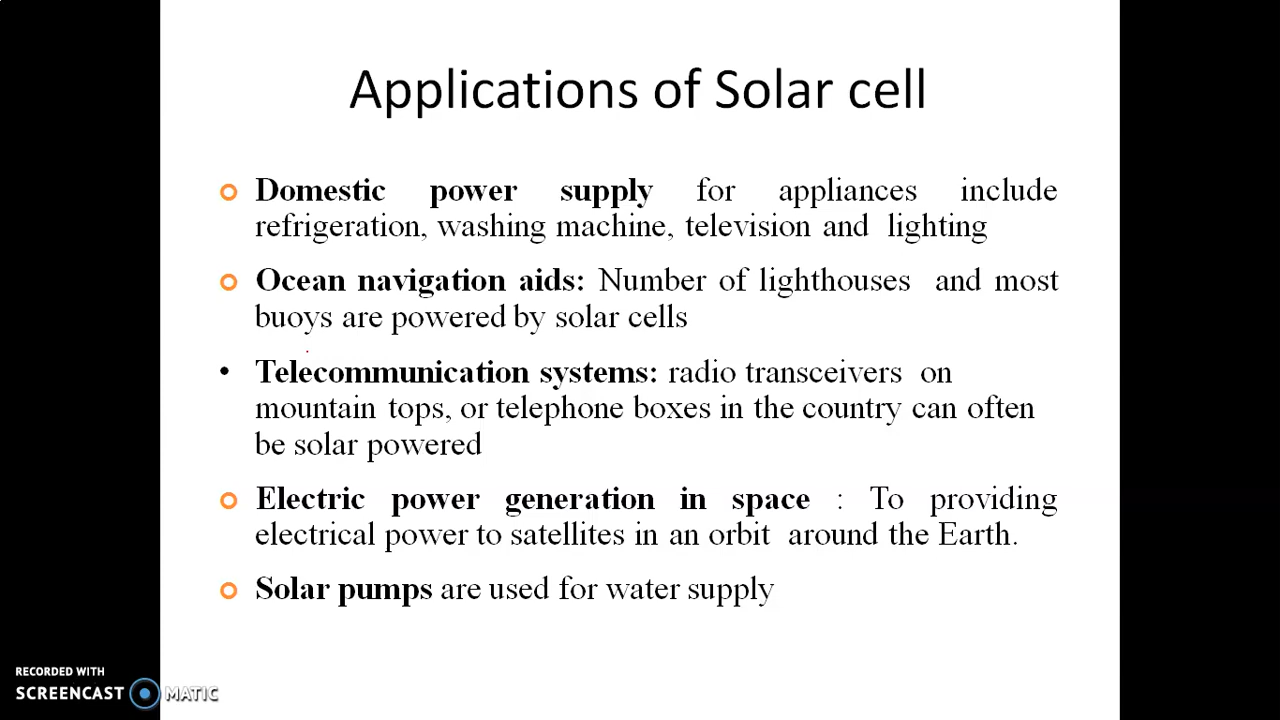 Applications of Solar cell
Domestic power supply for appliances include
refrigeration, washing machine, television and lighting
Ocean navigation aids: Number of lighthouses and most
buoys are powered by solar cells
Telecommunication systems: radio transceivers on
mountain tops, or telephone boxes in the country can often
be solar powered
Electric power generation in space : To providing
electrical power to satellites in an orbit around the Earth.
Solar pumps are used for water supply
RECORDED WITH
SCREENCAST MATIC